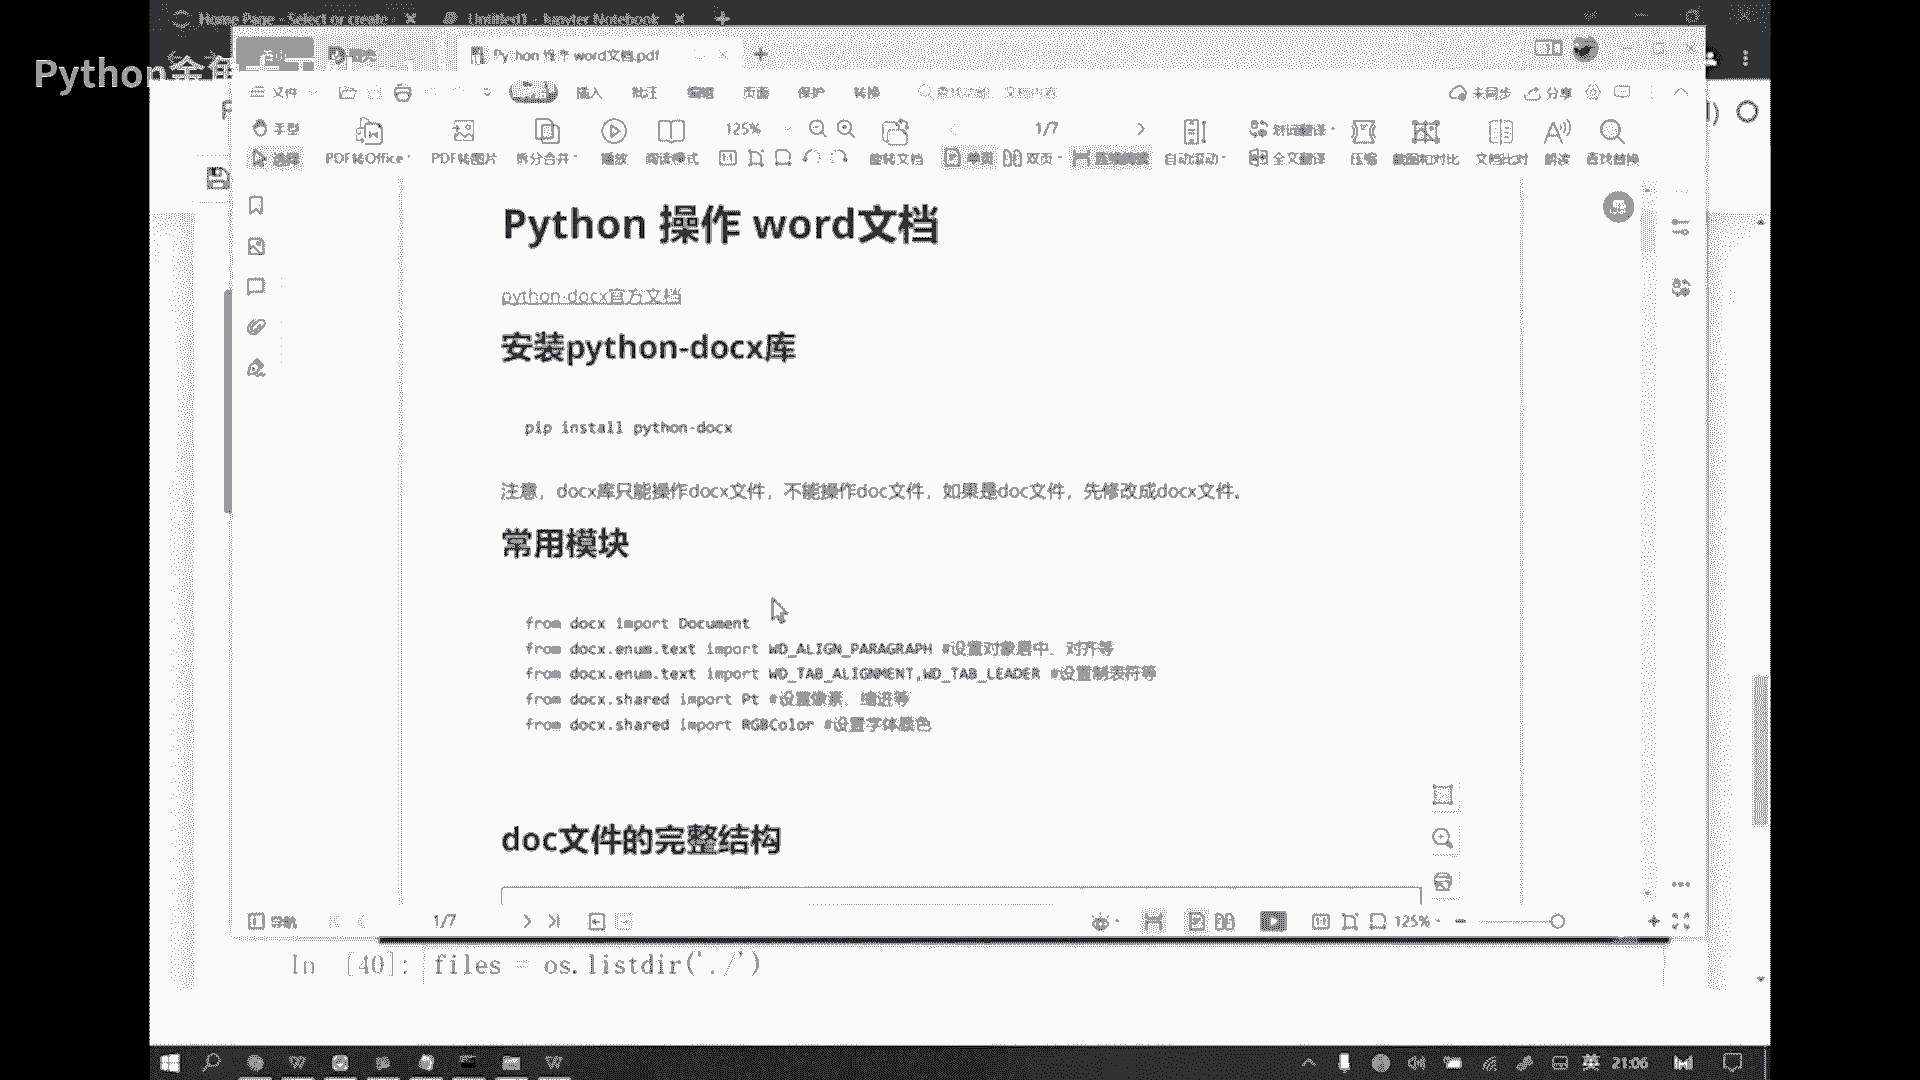 Home Page - Select or create
Untitled1 - Jupyter Notebook
Python
Python 操作 word文档.pdf
文件
插入
批注
编辑
页面
保护
转换
查找功能、文档内容
未同步
分享
手型
选择
PDF转Office
PDF转图片
拆分合并
播放
阅读模式
125%
旋转文档
1/7
单页
双页
连续阅读
自动滚动
划词翻译
全文翻译
压缩
截图和对比
文档比对
朗读
查找替换
Python 操作 word文档
python-docx官方文档
安装python-docx库
pip install python-docx
注意，docx库只能操作docx文件，不能操作doc文件，如果是doc文件，先修改成docx文件。
常用模块
from docx import Document
from docx.enum.text import WD_ALIGN_PARAGRAPH #设置对象居中、对齐等
from docx.enum.text import WD_TAB_ALIGNMENT,WD_TAB_LEADER #设置制表符等
from docx.shared import Pt #设置像素、缩进等
from docx.shared import RGBColor #设置字体颜色
doc文件的完整结构
导航
1/7
125%
In [40]: files = os.listdir('./')
英
21:06